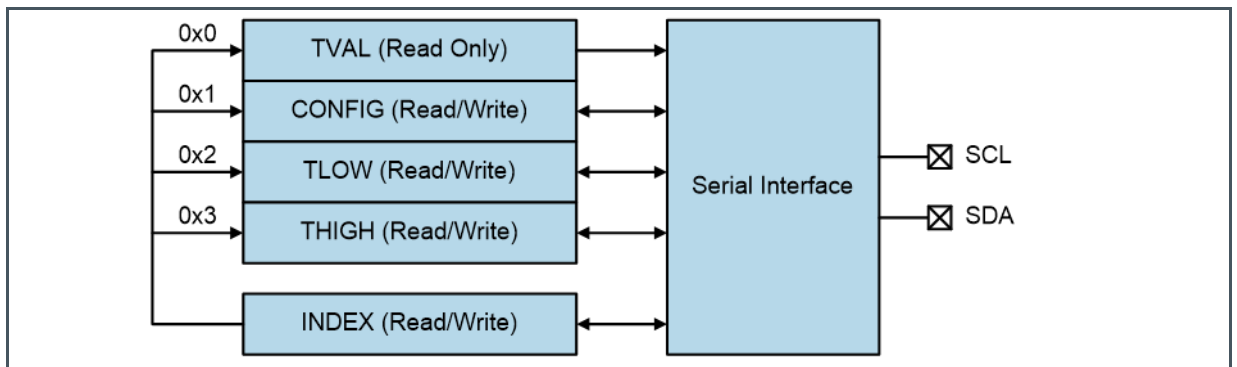 0x0
TVAL (Read Only)
0x1
CONFIG (Read/Write)
0x2
TLOW (Read/Write)
0x3
THIGH (Read/Write)
INDEX (Read/Write)
Serial Interface
SCL
SDA